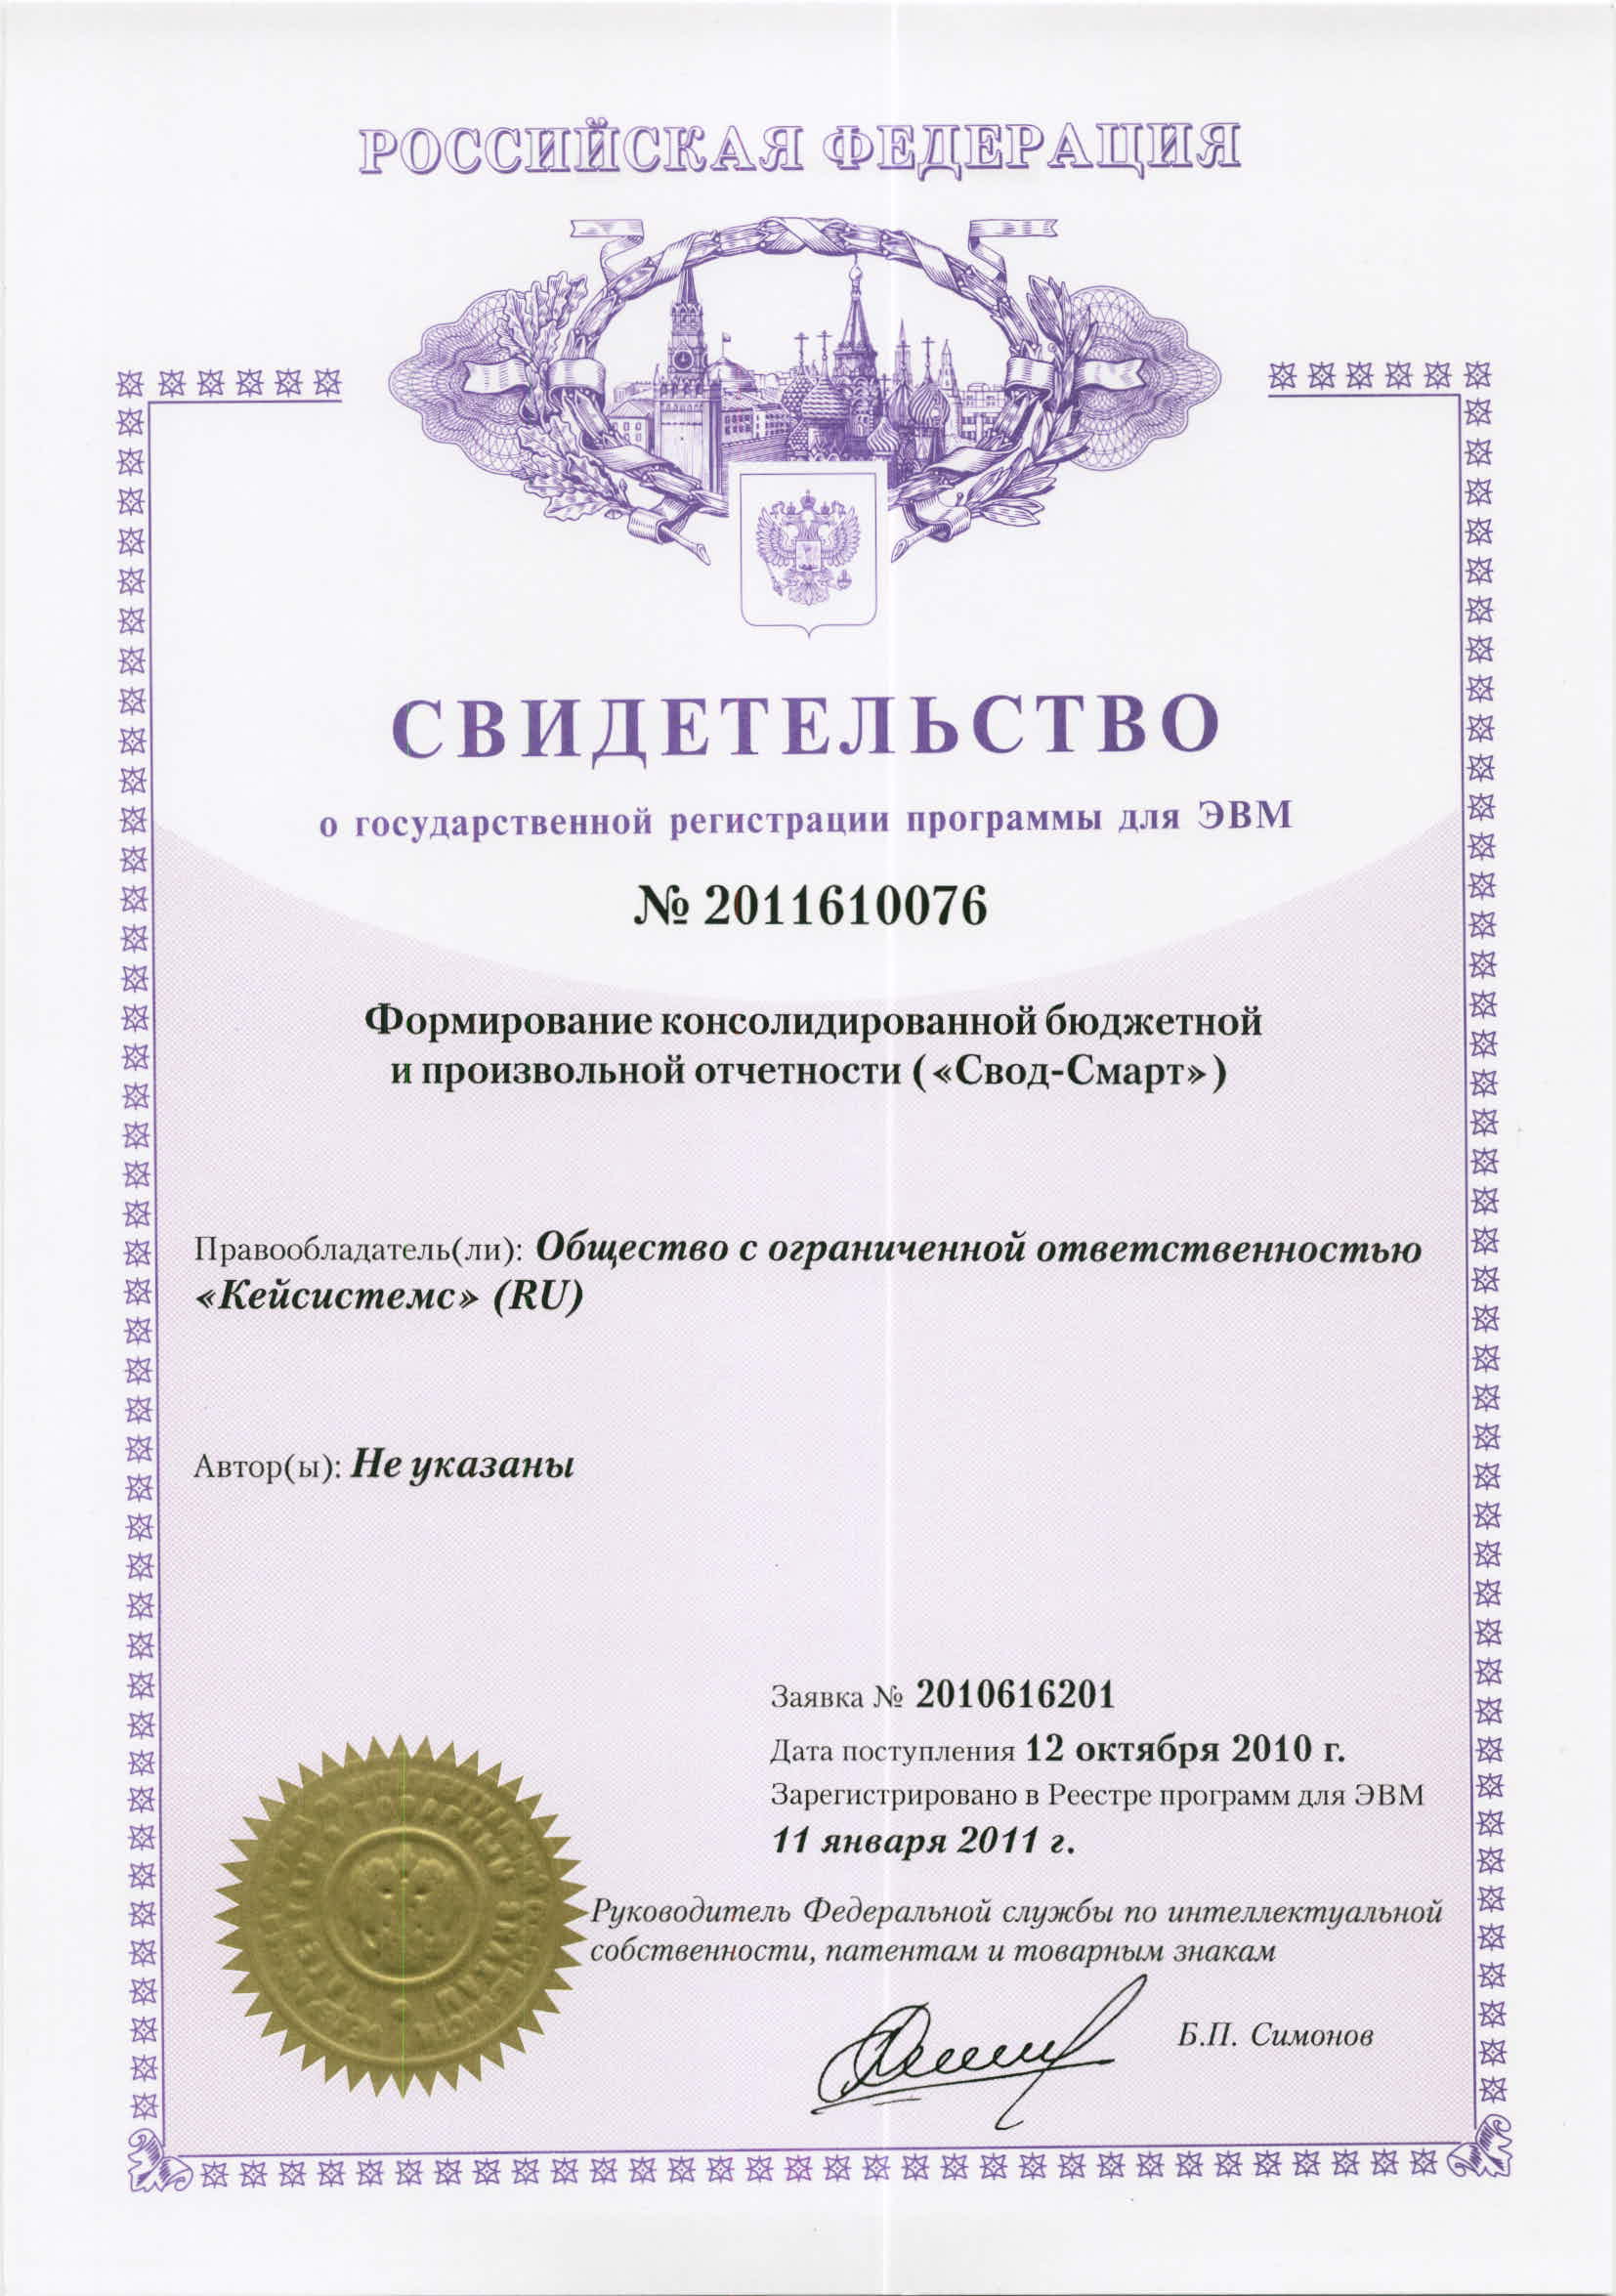 РОССИЙСКАЯ ФЕДЕРАЦИЯ
СВИДЕТЕЛЬСТВО
о государственной регистрации программы для ЭВМ
№ 2011610076
Формирование консолидированной бюджетной
и произвольной отчетности («Свод-Смарт»)
Правообладатель(ли): Общество с ограниченной ответственностью
«Кейсистемс» (RU)
Автор(ы): Не указаны
Заявка № 2010616201
Дата поступления 12 октября 2010 г.
Зарегистрировано в Реестре программ для ЭВМ
11 января 2011 г.
Руководитель Федеральной службы по интеллектуальной
собственности, патентам и товарным знакам
Б.П. Симонов